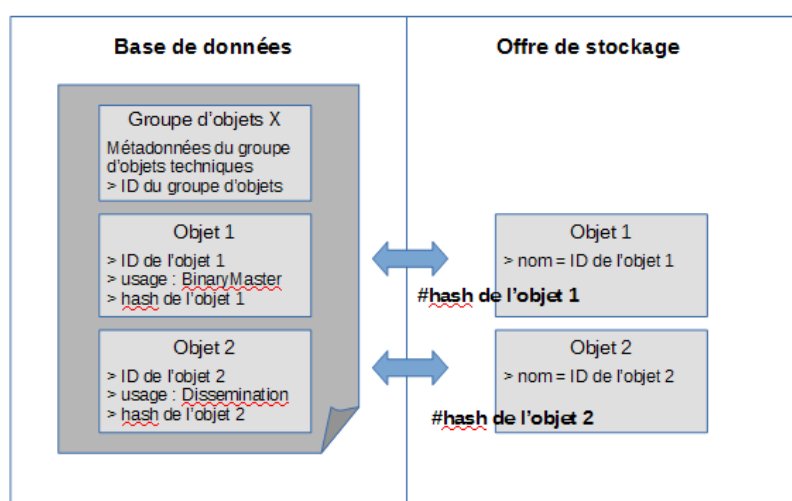 Base de données
Offre de stockage
Groupe d'objets X
Métadonnées du groupe
d'objets techniques
> ID du groupe d'objets
Objet 1
> ID de l'objet 1
> usage : BinaryMaster
> hash de l'objet 1
Objet 1
> nom = ID de l'objet 1
#hash de l'objet 1
Objet 2
> ID de l'objet 2
> usage : Dissemination
> hash de l'objet 2
Objet 2
> nom = ID de l'objet 2
#hash de l'objet 2